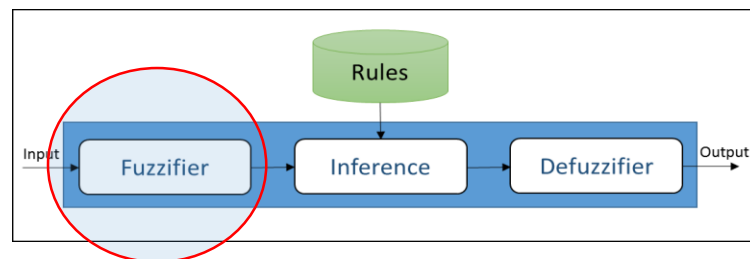 Rules
Input
Fuzzifier
Inference
Defuzzifier
Output